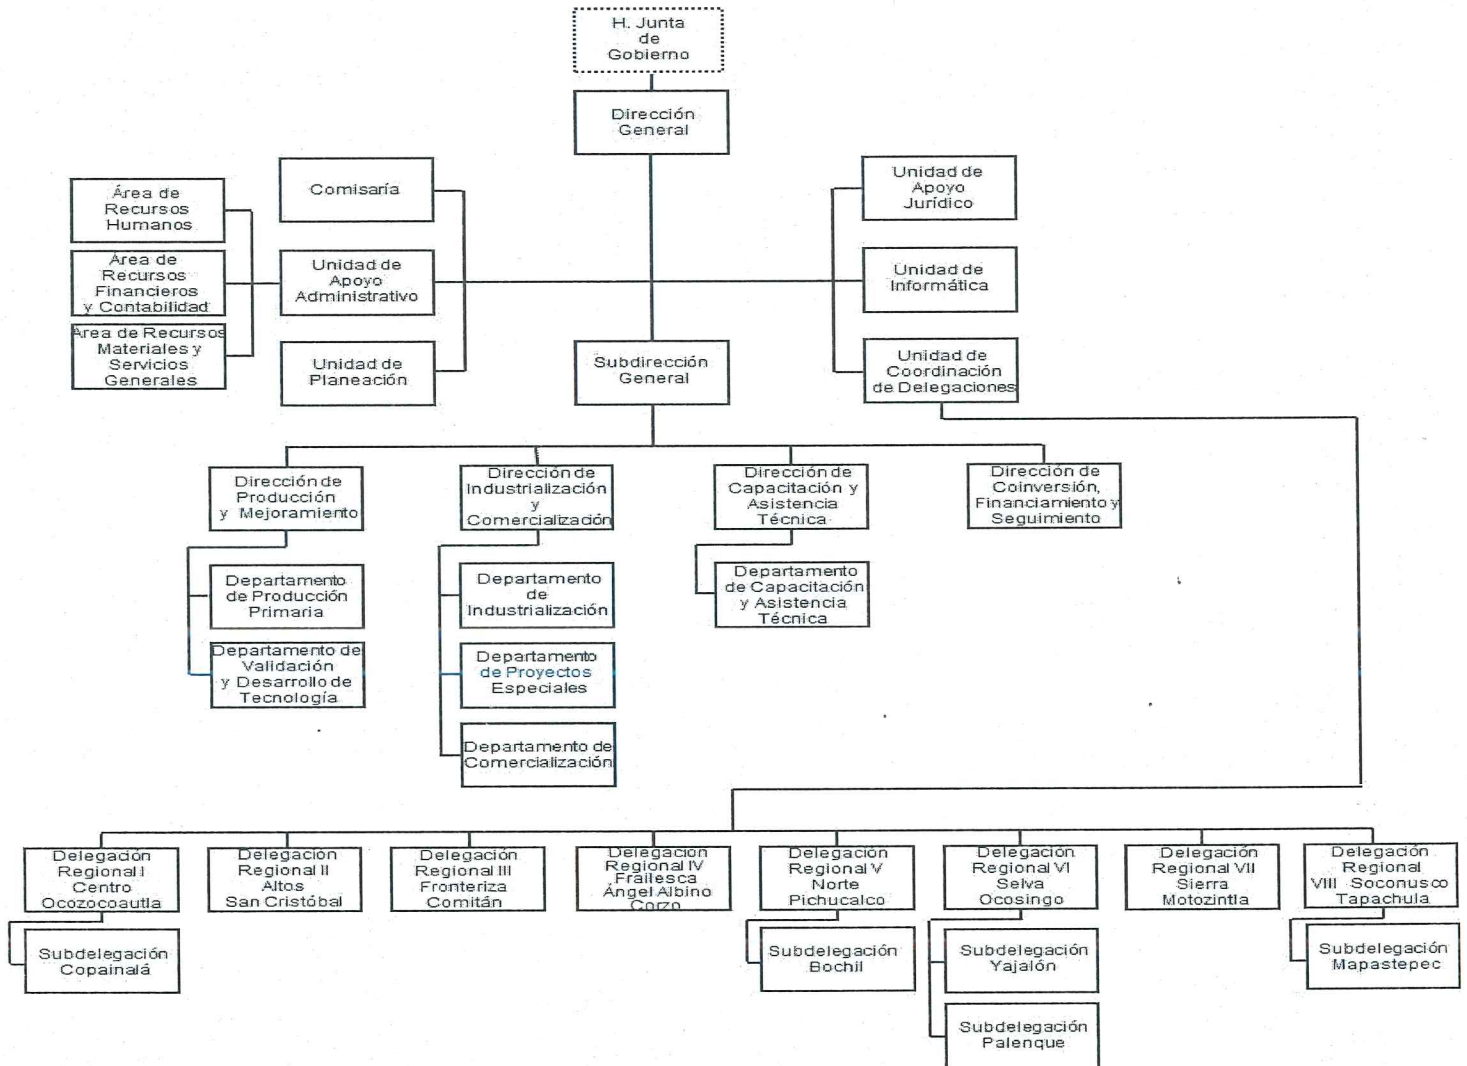 H. Junta
de
Gobierno
Dirección
General
Comisaría
Unidad de
Apoyo
Jurídico
Área de
Recursos
Humanos
Área de
Recursos
Financieros
y Contabilidad
Área de Recursos
Materiales y
Servicios
Generales
Unidad de
Apoyo
Administrativo
Unidad de
Informática
Unidad de
Planeación
Subdirección
General
Unidad de
Coordinación
de Delegaciones
Dirección de
Producción
y Mejoramiento
Dirección de
Industrialización
y
Comercialización
Dirección de
Capacitación y
Asistencia
Técnica
Dirección de
Coinversión,
Financiamiento y
Seguimiento
Departamento
de Producción
Primaria
Departamento de
Validación
y Desarrollo de
Tecnología
Departamento
de
Industrialización
Departamento
de Proyectos
Especiales
Departamento de
Comercialización
Departamento
de Capacitación
y Asistencia
Técnica
Delegación
Regional I
Centro
Ocozocoautla
Delegación
Regional II
Altos
San Cristóbal
Delegación
Regional III
Fronteriza
Comitán
Delegación
Regional IV
Frailesca
Ángel Albino
Corzo
Delegación
Regional V
Norte
Pichucalco
Delegación
Regional VI
Selva
Ocosingo
Delegación
Regional VII
Sierra
Motozintla
Delegación
Regional
VIII Soconusco
Tapachula
Subdelegación
Copainalá
Subdelegación
Bochil
Subdelegación
Yajalón
Subdelegación
Palenque
Subdelegación
Mapastepec